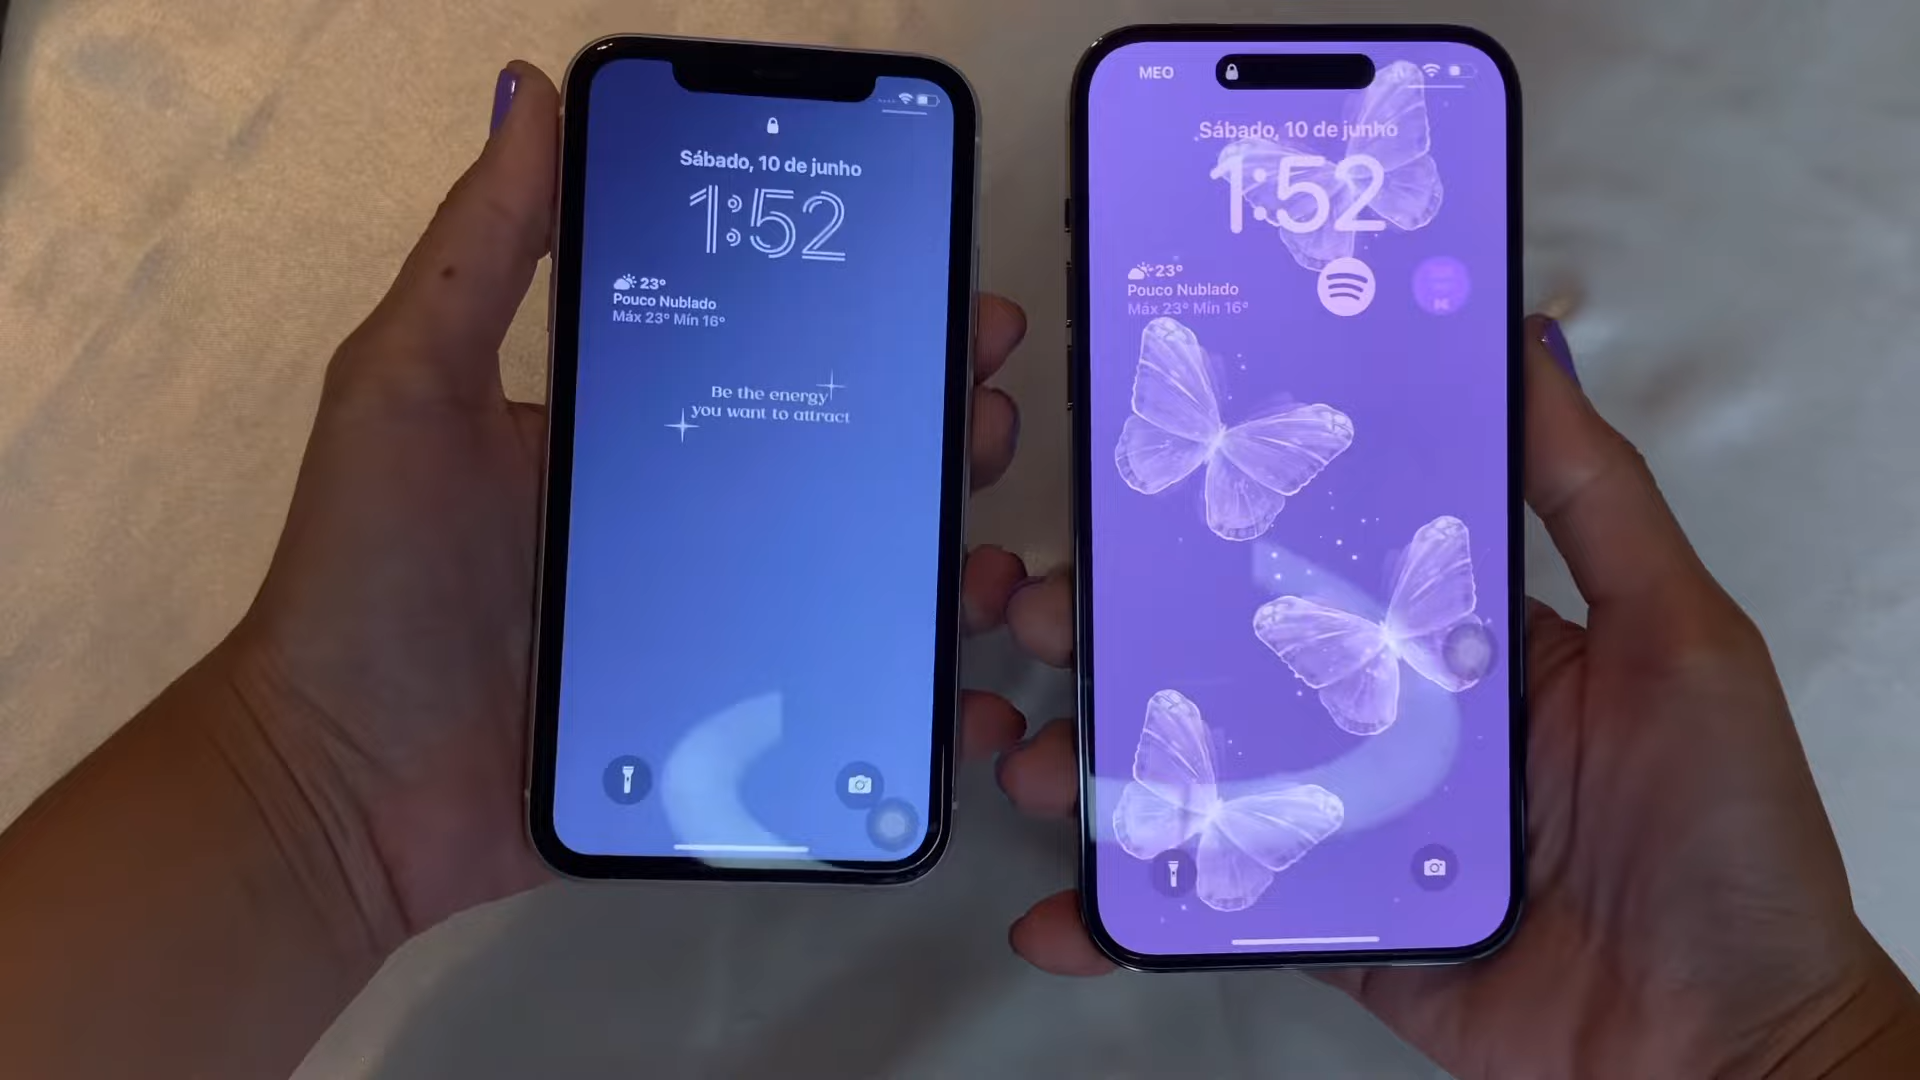 Sábado, 10 de junho
1:52
23°
Pouco Nublado
Máx 23° Mín 16°
Be the energy
you want to attract
MEO
Sábado, 10 de junho
1:52
23°
Pouco Nublado
Máx 23° Mín 16°